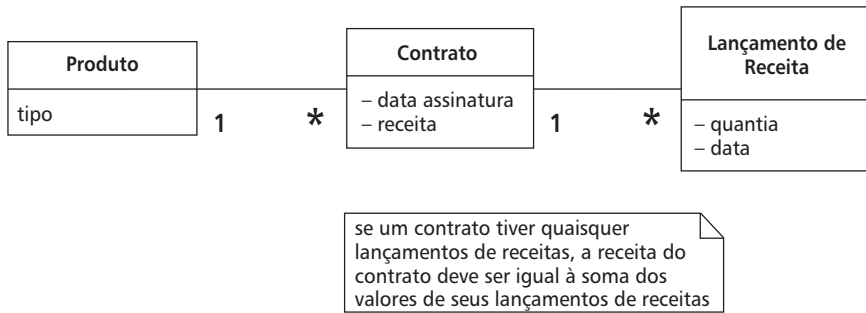 Produto
tipo
1
*
Contrato
– data assinatura
– receita
1
*
Lançamento de
Receita
– quantia
– data
se um contrato tiver quaisquer
lançamentos de receitas, a receita do
contrato deve ser igual à soma dos
valores de seus lançamentos de receitas